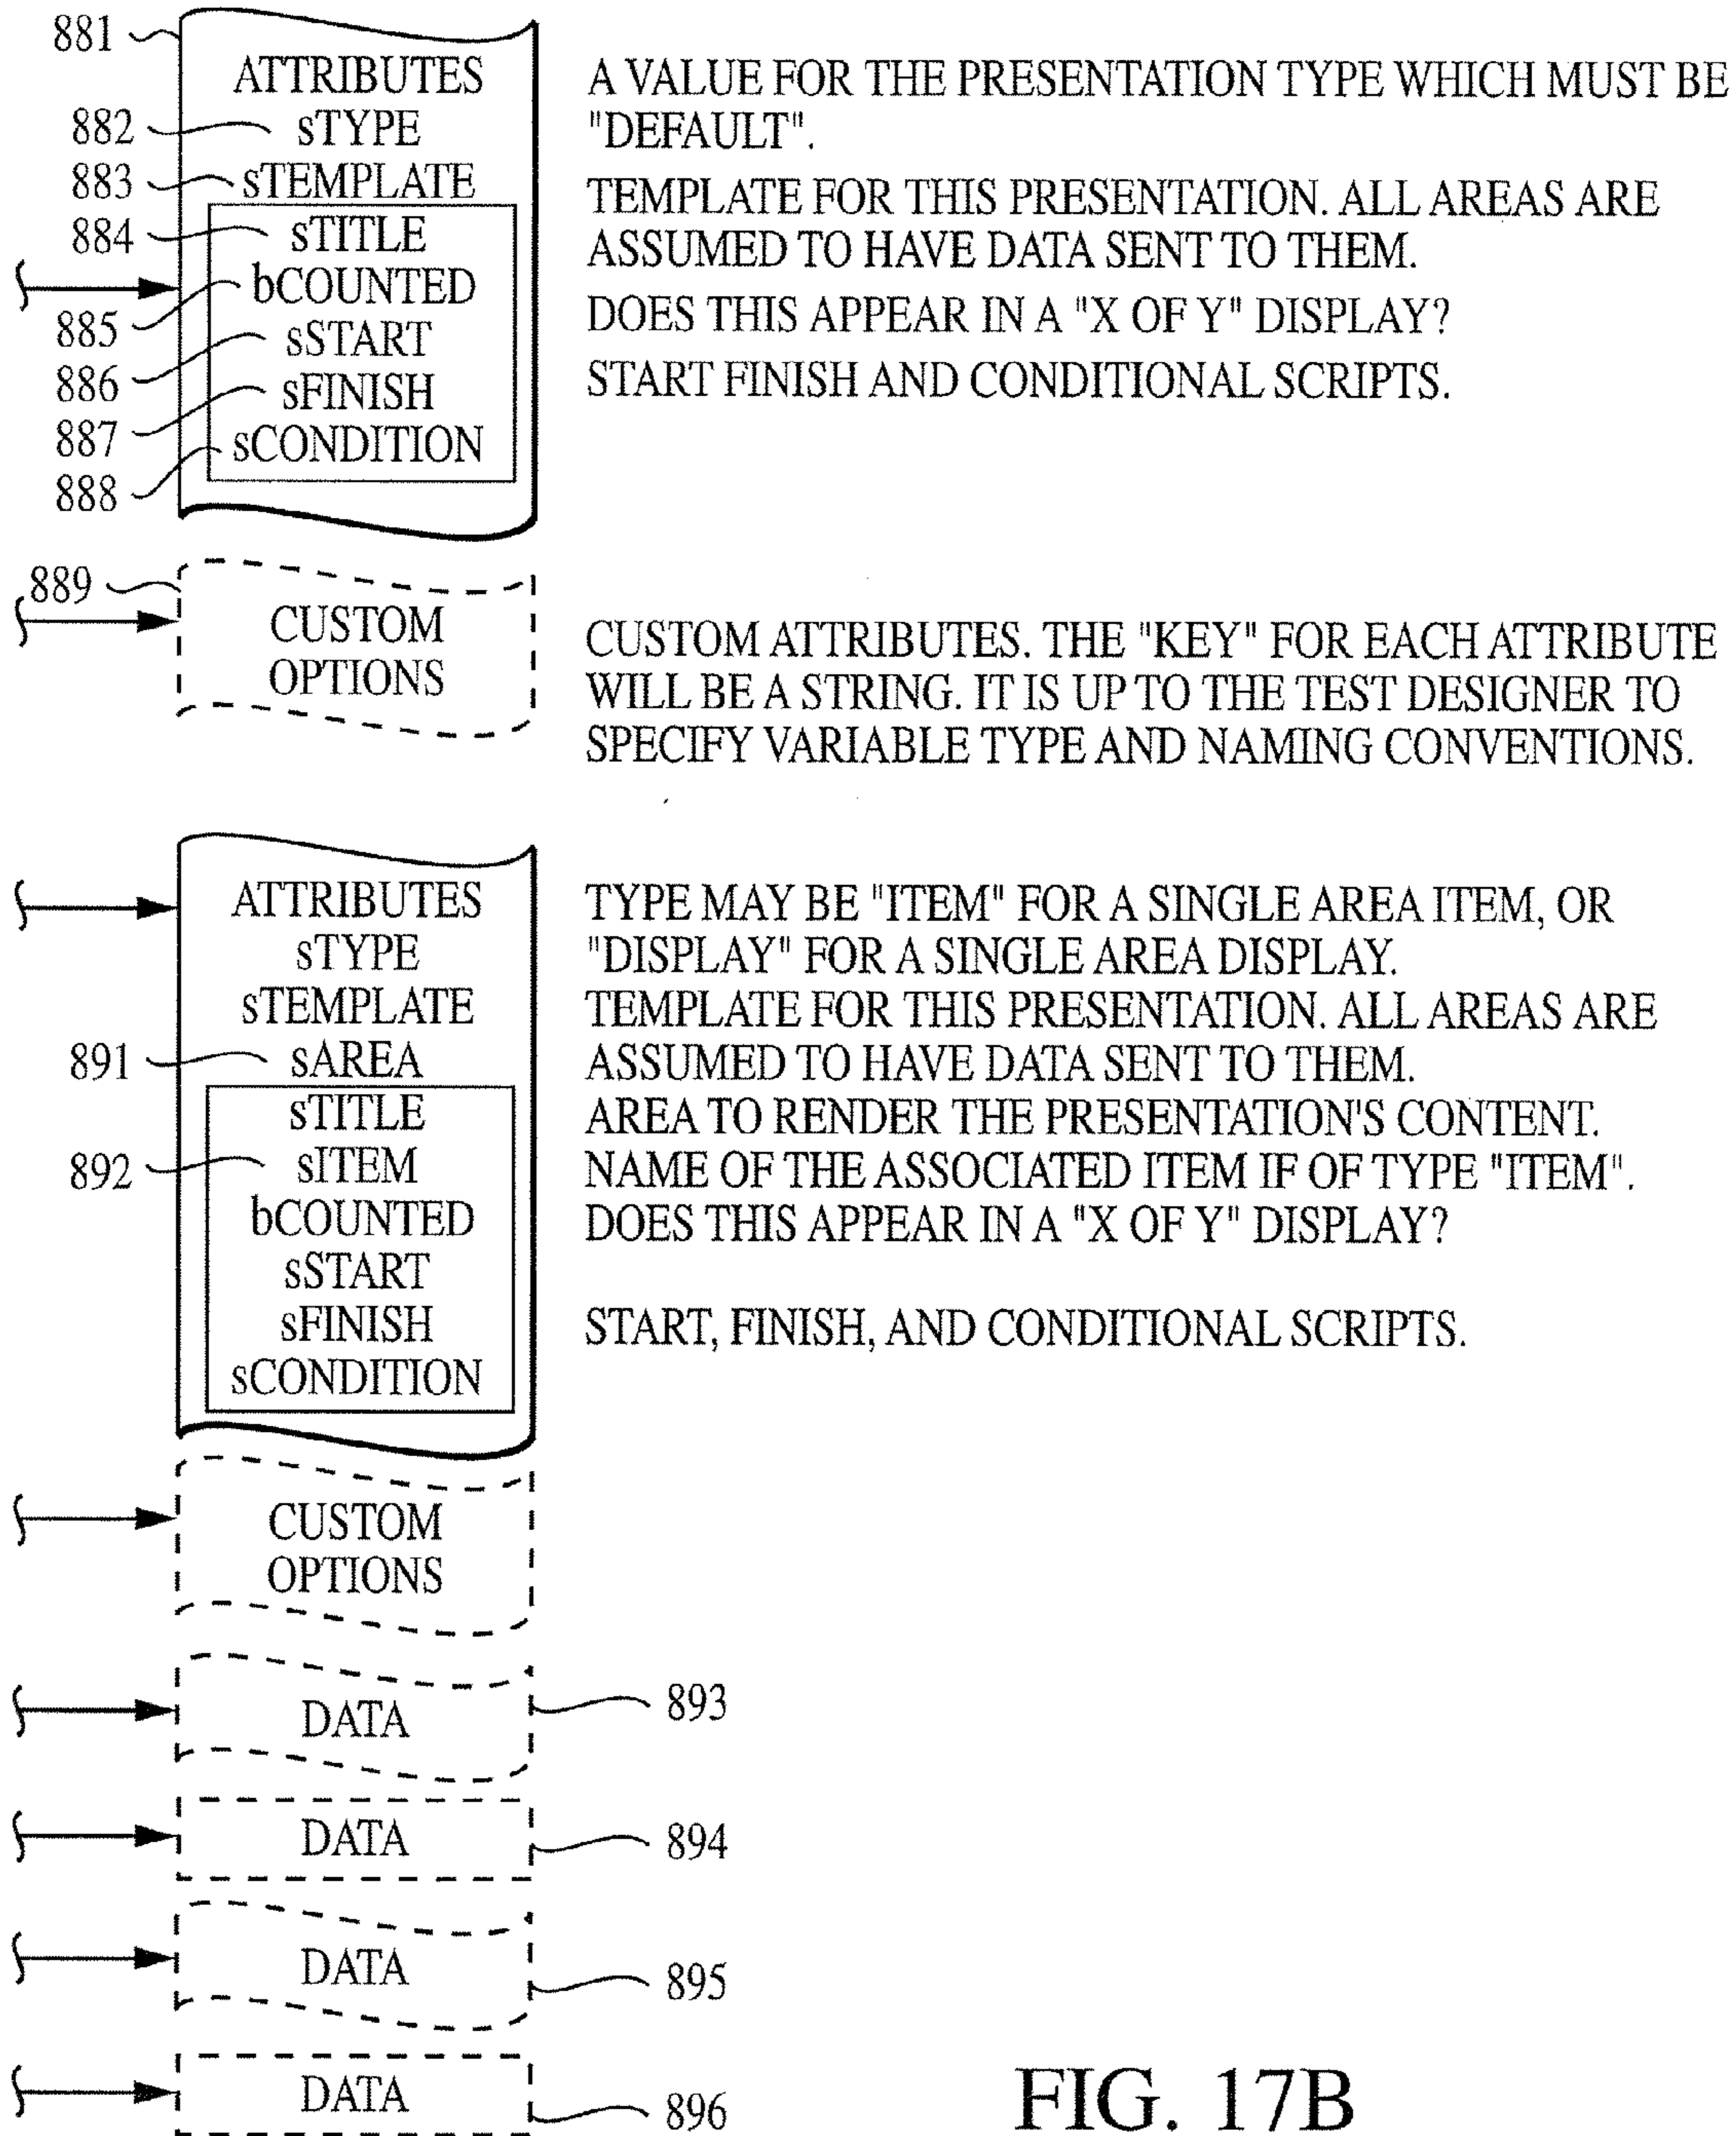 881
ATTRIBUTES
882
sTYPE
883
sTEMPLATE
884
sTITLE
885
bCOUNTED
886
sSTART
887
sFINISH
888
sCONDITION
A VALUE FOR THE PRESENTATION TYPE WHICH MUST BE
"DEFAULT".
TEMPLATE FOR THIS PRESENTATION. ALL AREAS ARE
ASSUMED TO HAVE DATA SENT TO THEM.
DOES THIS APPEAR IN A "X OF Y" DISPLAY?
START FINISH AND CONDITIONAL SCRIPTS.
889
CUSTOM
OPTIONS
CUSTOM ATTRIBUTES. THE "KEY" FOR EACH ATTRIBUTE
WILL BE A STRING. IT IS UP TO THE TEST DESIGNER TO
SPECIFY VARIABLE TYPE AND NAMING CONVENTIONS.
ATTRIBUTES
sTYPE
sTEMPLATE
891
sAREA
sTITLE
892
sITEM
bCOUNTED
sSTART
sFINISH
sCONDITION
TYPE MAY BE "ITEM" FOR A SINGLE AREA ITEM, OR
"DISPLAY" FOR A SINGLE AREA DISPLAY.
TEMPLATE FOR THIS PRESENTATION. ALL AREAS ARE
ASSUMED TO HAVE DATA SENT TO THEM.
AREA TO RENDER THE PRESENTATION'S CONTENT.
NAME OF THE ASSOCIATED ITEM IF OF TYPE "ITEM".
DOES THIS APPEAR IN A "X OF Y" DISPLAY?
START, FINISH, AND CONDITIONAL SCRIPTS.
CUSTOM
OPTIONS
DATA
893
DATA
894
DATA
895
DATA
896
FIG. 17B